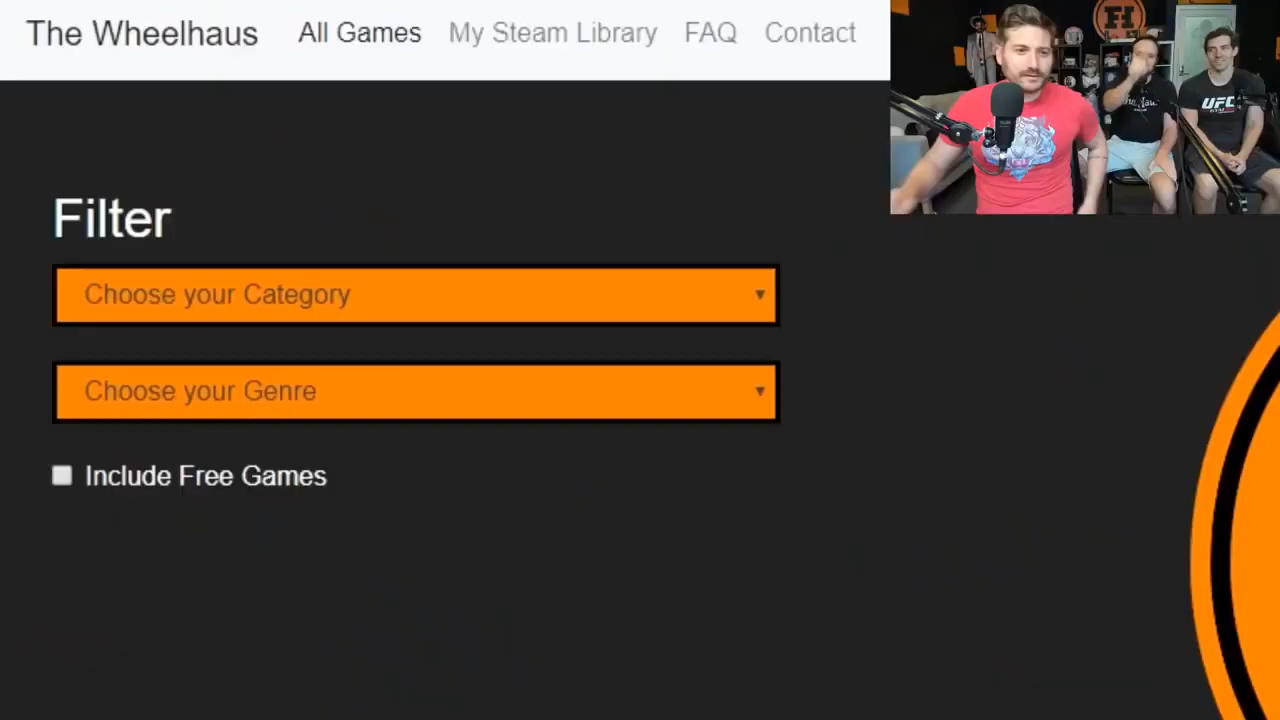 The Wheelhaus All Games My Steam Library FAQ Contact
UFC
Filter
Choose your Category
Choose your Genre
Include Free Games